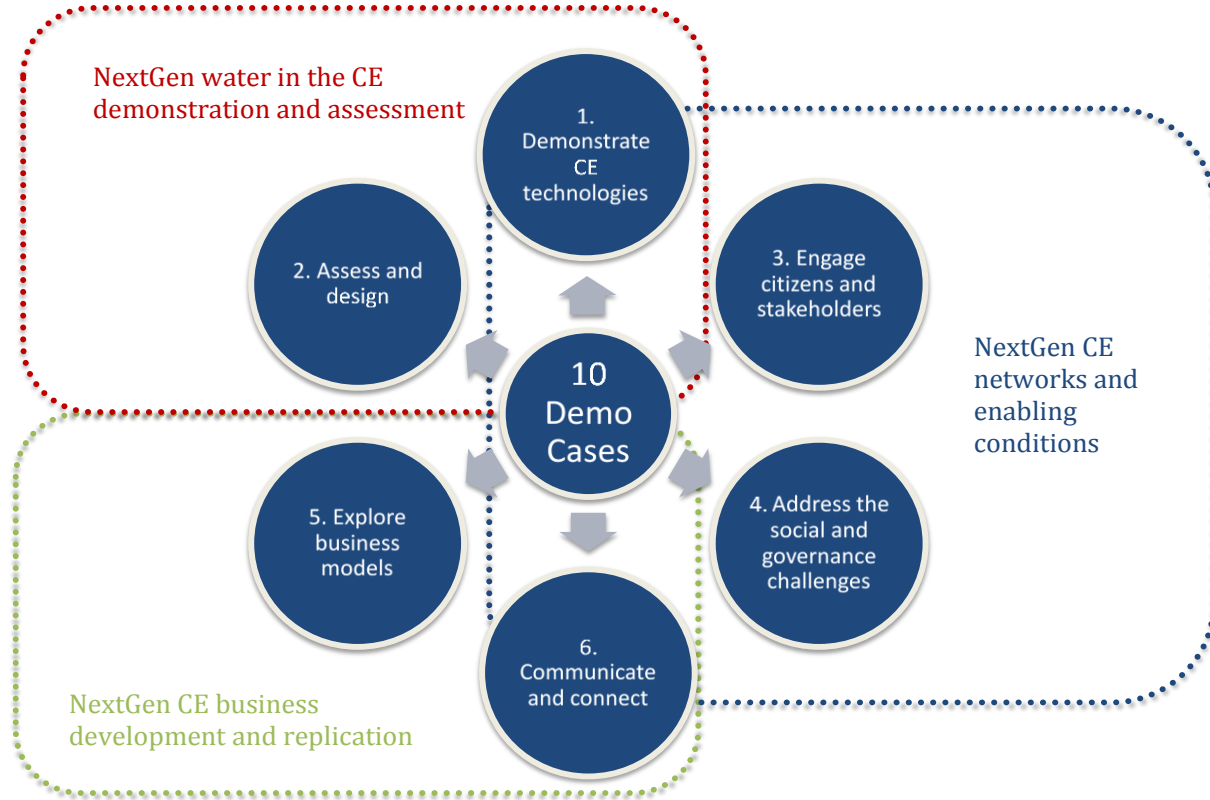 NextGen water in the CE
demonstration and assessment
1.
Demonstrate
CE
technologies
2. Assess and
design
3. Engage
citizens and
stakeholders
10
Demo
Cases
NextGen CE
networks and
enabling
conditions
5. Explore
business
models
4. Address the
social and
governance
challenges
6.
Communicate
and connect
NextGen CE business
development and replication